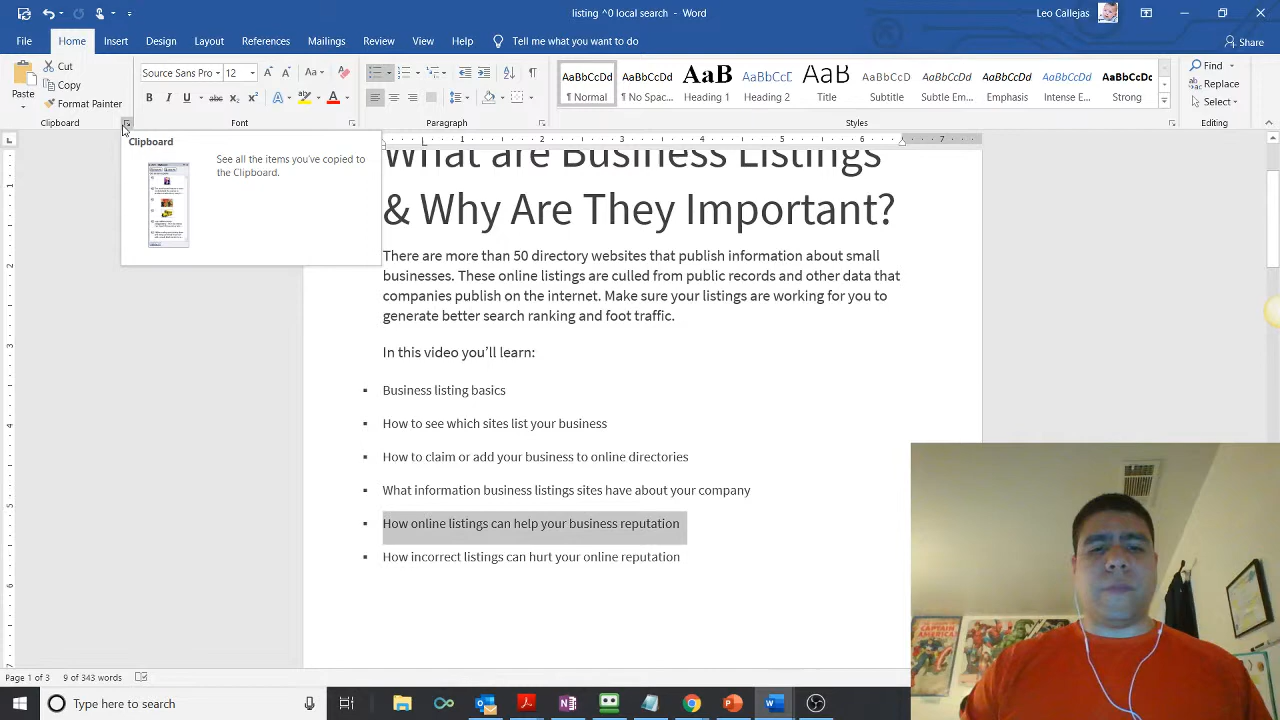 listing ^0 local search - Word
Leo Callejas
File Home Insert Design Layout References Mailings Review View Help Tell me what you want to do Share
Paste
Cut
Copy
Format Painter
Clipboard
Source Sans Pro 12
Font
Paragraph
AaBbCcDd AaBbCcDd AaB AaBbCcE AaB AaBbCcD AaBbCcDd AaBbCcDd AaBbCcDd AaBbCcDc
¶ Normal ¶ No Spac... Heading 1 Heading 2 Title Subtitle Subtle Em... Emphasis Intense E... Strong
Styles
Find
Replace
Select
Editing
Clipboard
See all the items you've copied to
the Clipboard.
What are Business Listings
& Why Are They Important?
There are more than 50 directory websites that publish information about small
businesses. These online listings are culled from public records and other data that
companies publish on the internet. Make sure your listings are working for you to
generate better search ranking and foot traffic.
In this video you'll learn:
▪ Business listing basics
▪ How to see which sites list your business
▪ How to claim or add your business to online directories
▪ What information business listings sites have about your company
▪ How online listings can help your business reputation
▪ How incorrect listings can hurt your online reputation
CAPTAIN AMERICA
Page 1 of 3 9 of 343 words
Type here to search